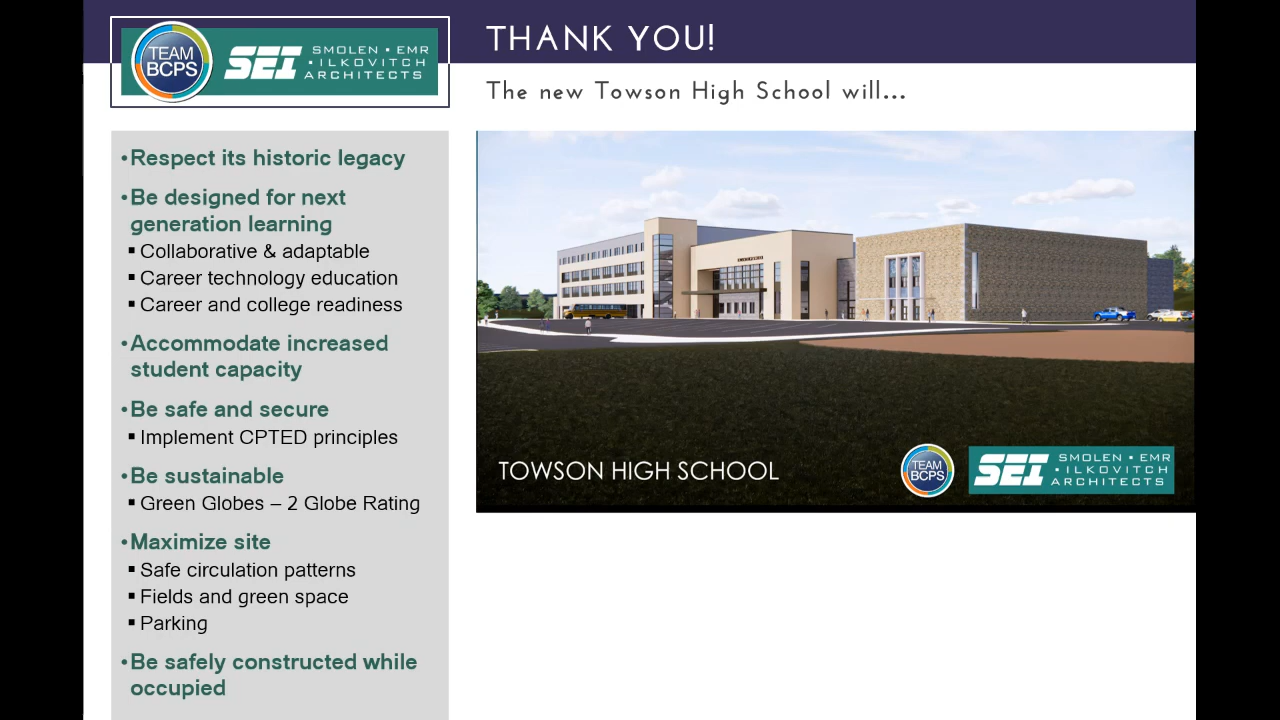 TEAM
BCPS
SEI
SMOLEN • EMR
• ILKOVITCH
ARCHITECTS
THANK YOU!
The new Towson High School will...
•Respect its historic legacy
•Be designed for next
generation learning
▪ Collaborative & adaptable
▪ Career technology education
▪ Career and college readiness
•Accommodate increased
student capacity
•Be safe and secure
▪ Implement CPTED principles
•Be sustainable
▪ Green Globes – 2 Globe Rating
•Maximize site
▪ Safe circulation patterns
▪ Fields and green space
▪ Parking
•Be safely constructed while
occupied
TOWSON HIGH SCHOOL
TEAM
BCPS
SEI
SMOLEN • EMR
• ILKOVITCH
ARCHITECTS